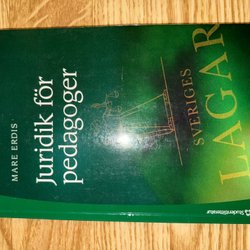 MARE ERDIS
Juridik för
pedagoger
SVERIGES
LAGAR
Studentlitteratur